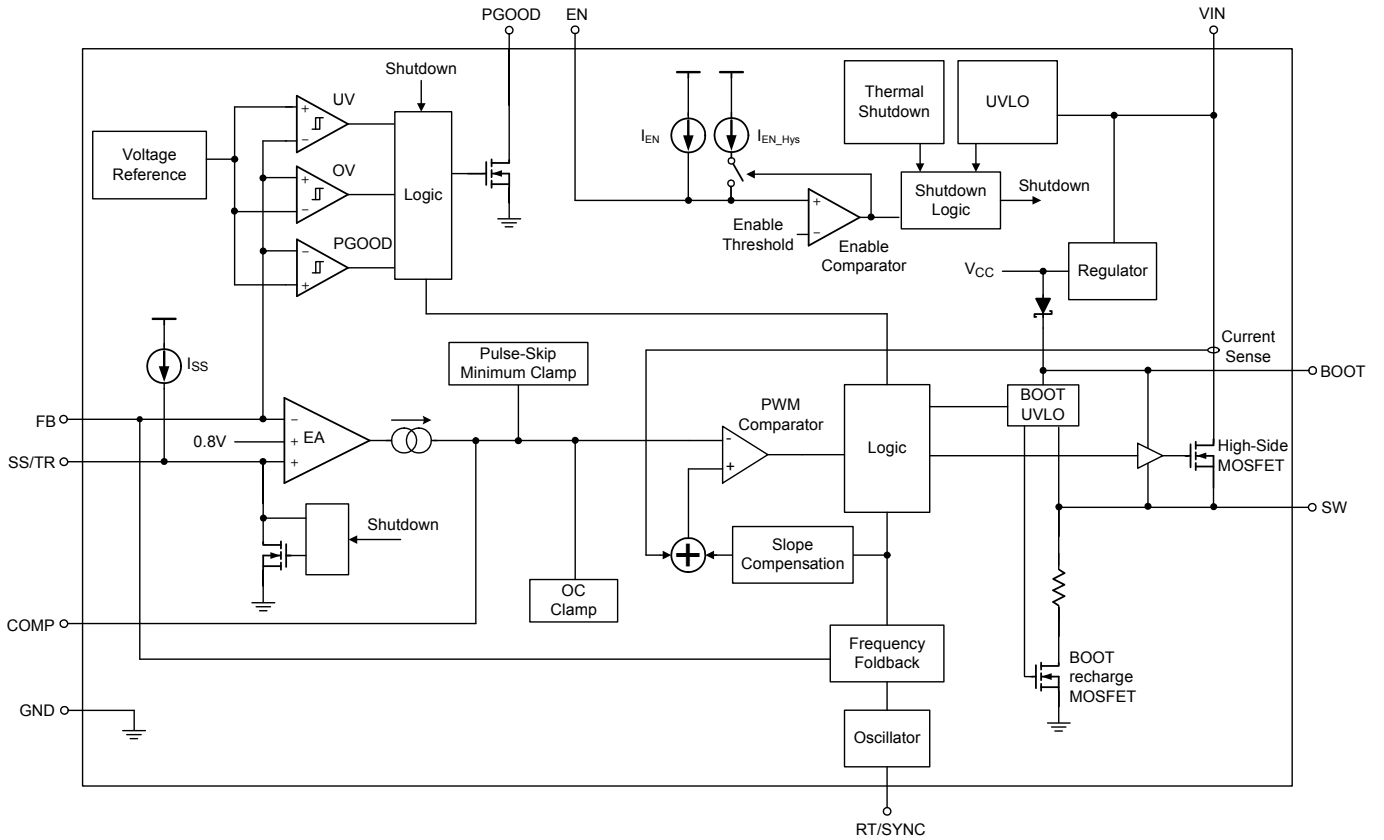 PGOOD
EN
VIN
Shutdown
UV
Voltage
Reference
OV
Logic
PGOOD
IEN
IEN_Hys
Thermal
Shutdown
UVLO
Shutdown
Logic
Shutdown
Enable
Threshold
+
−
Enable
Comparator
VCC
Regulator
ISS
Pulse-Skip
Minimum Clamp
Current
Sense
BOOT
BOOT
UVLO
FB
0.8V
EA
SS/TR
PWM
Comparator
Logic
High-Side
MOSFET
SW
Shutdown
Slope
Compensation
OC
Clamp
COMP
Frequency
Foldback
BOOT
recharge
MOSFET
GND
Oscillator
RT/SYNC